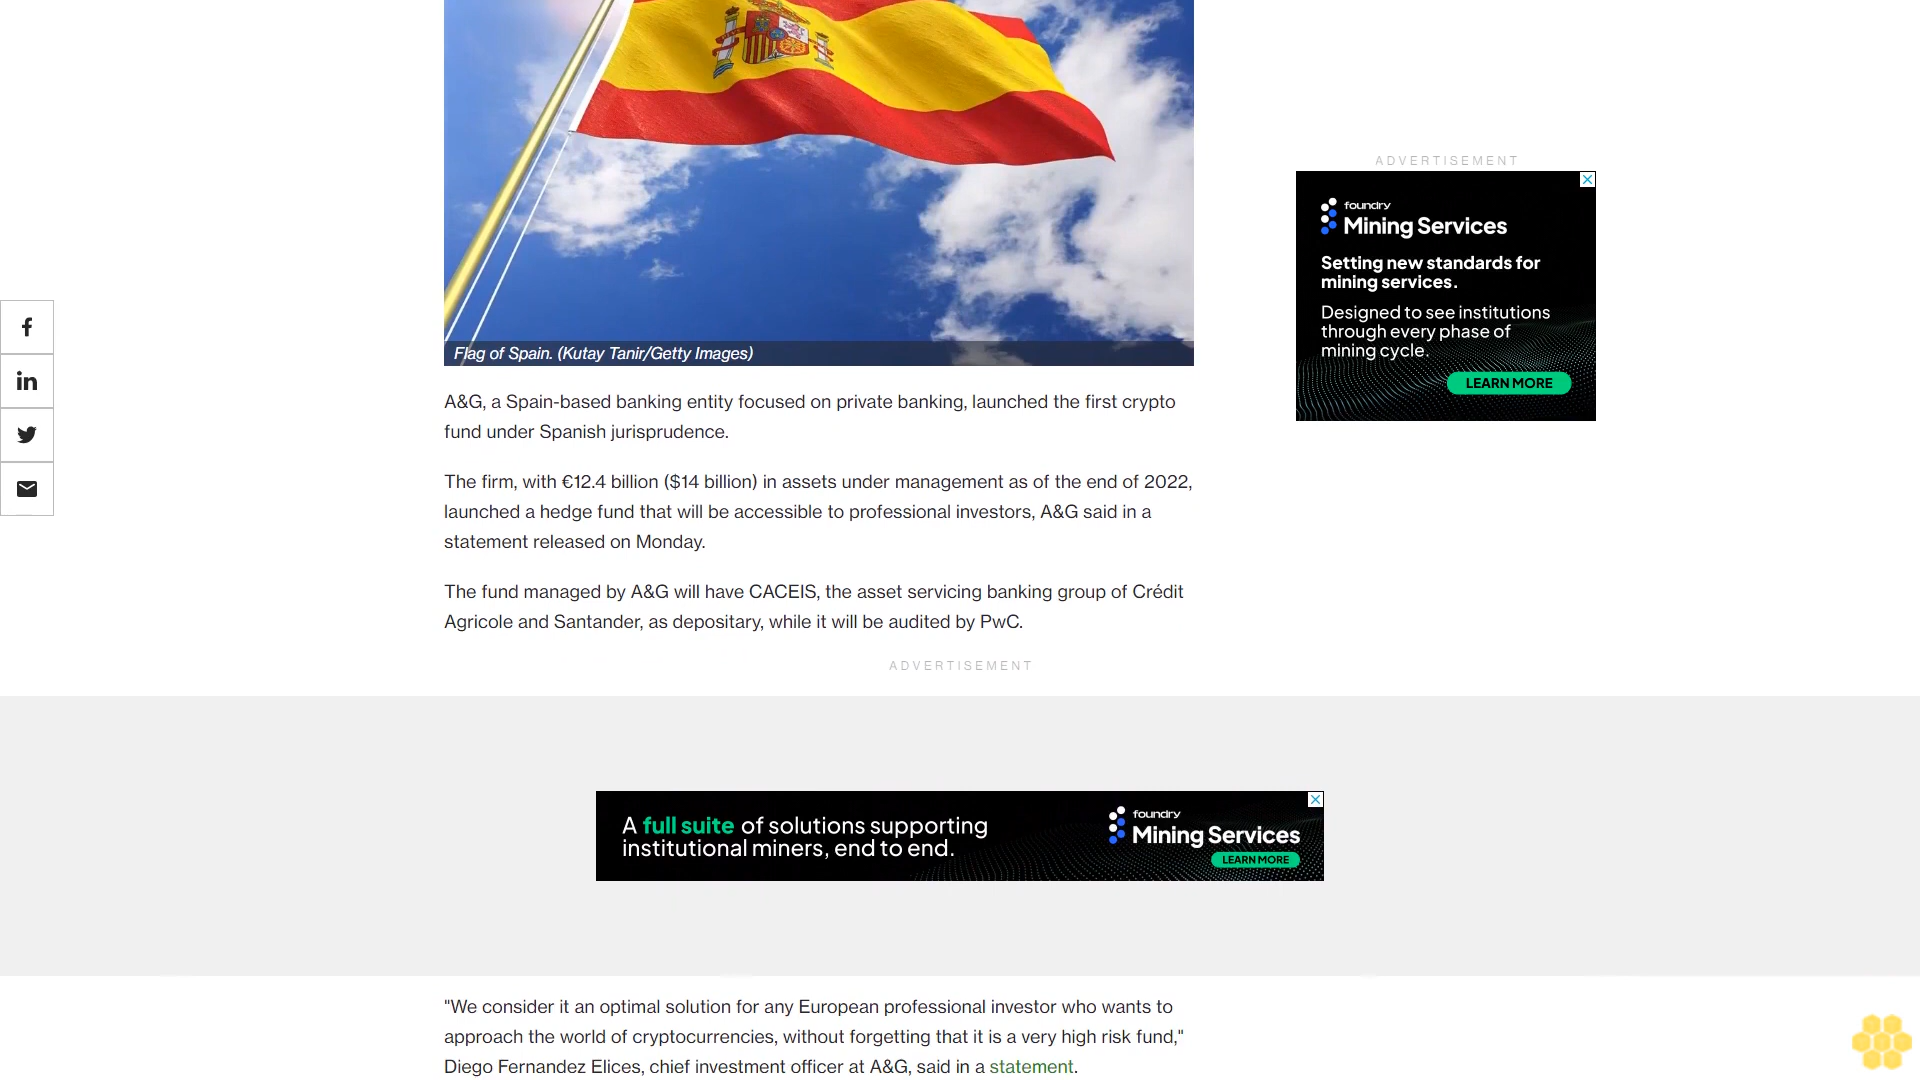 Flag of Spain. (Kutay Tanir/Getty Images)
A&G, a Spain-based banking entity focused on private banking, launched the first crypto
fund under Spanish jurisprudence.
The firm, with €12.4 billion ($14 billion) in assets under management as of the end of 2022,
launched a hedge fund that will be accessible to professional investors, A&G said in a
statement released on Monday.
The fund managed by A&G will have CACEIS, the asset servicing banking group of Crédit
Agricole and Santander, as depositary, while it will be audited by PwC.
ADVERTISEMENT
foundry
Mining Services
Setting new standards for
mining services.
Designed to see institutions
through every phase of
mining cycle.
LEARN MORE
ADVERTISEMENT
A full suite of solutions supporting
institutional miners, end to end.
foundry
Mining Services
LEARN MORE
"We consider it an optimal solution for any European professional investor who wants to
approach the world of cryptocurrencies, without forgetting that it is a very high risk fund,"
Diego Fernandez Elices, chief investment officer at A&G, said in a statement.